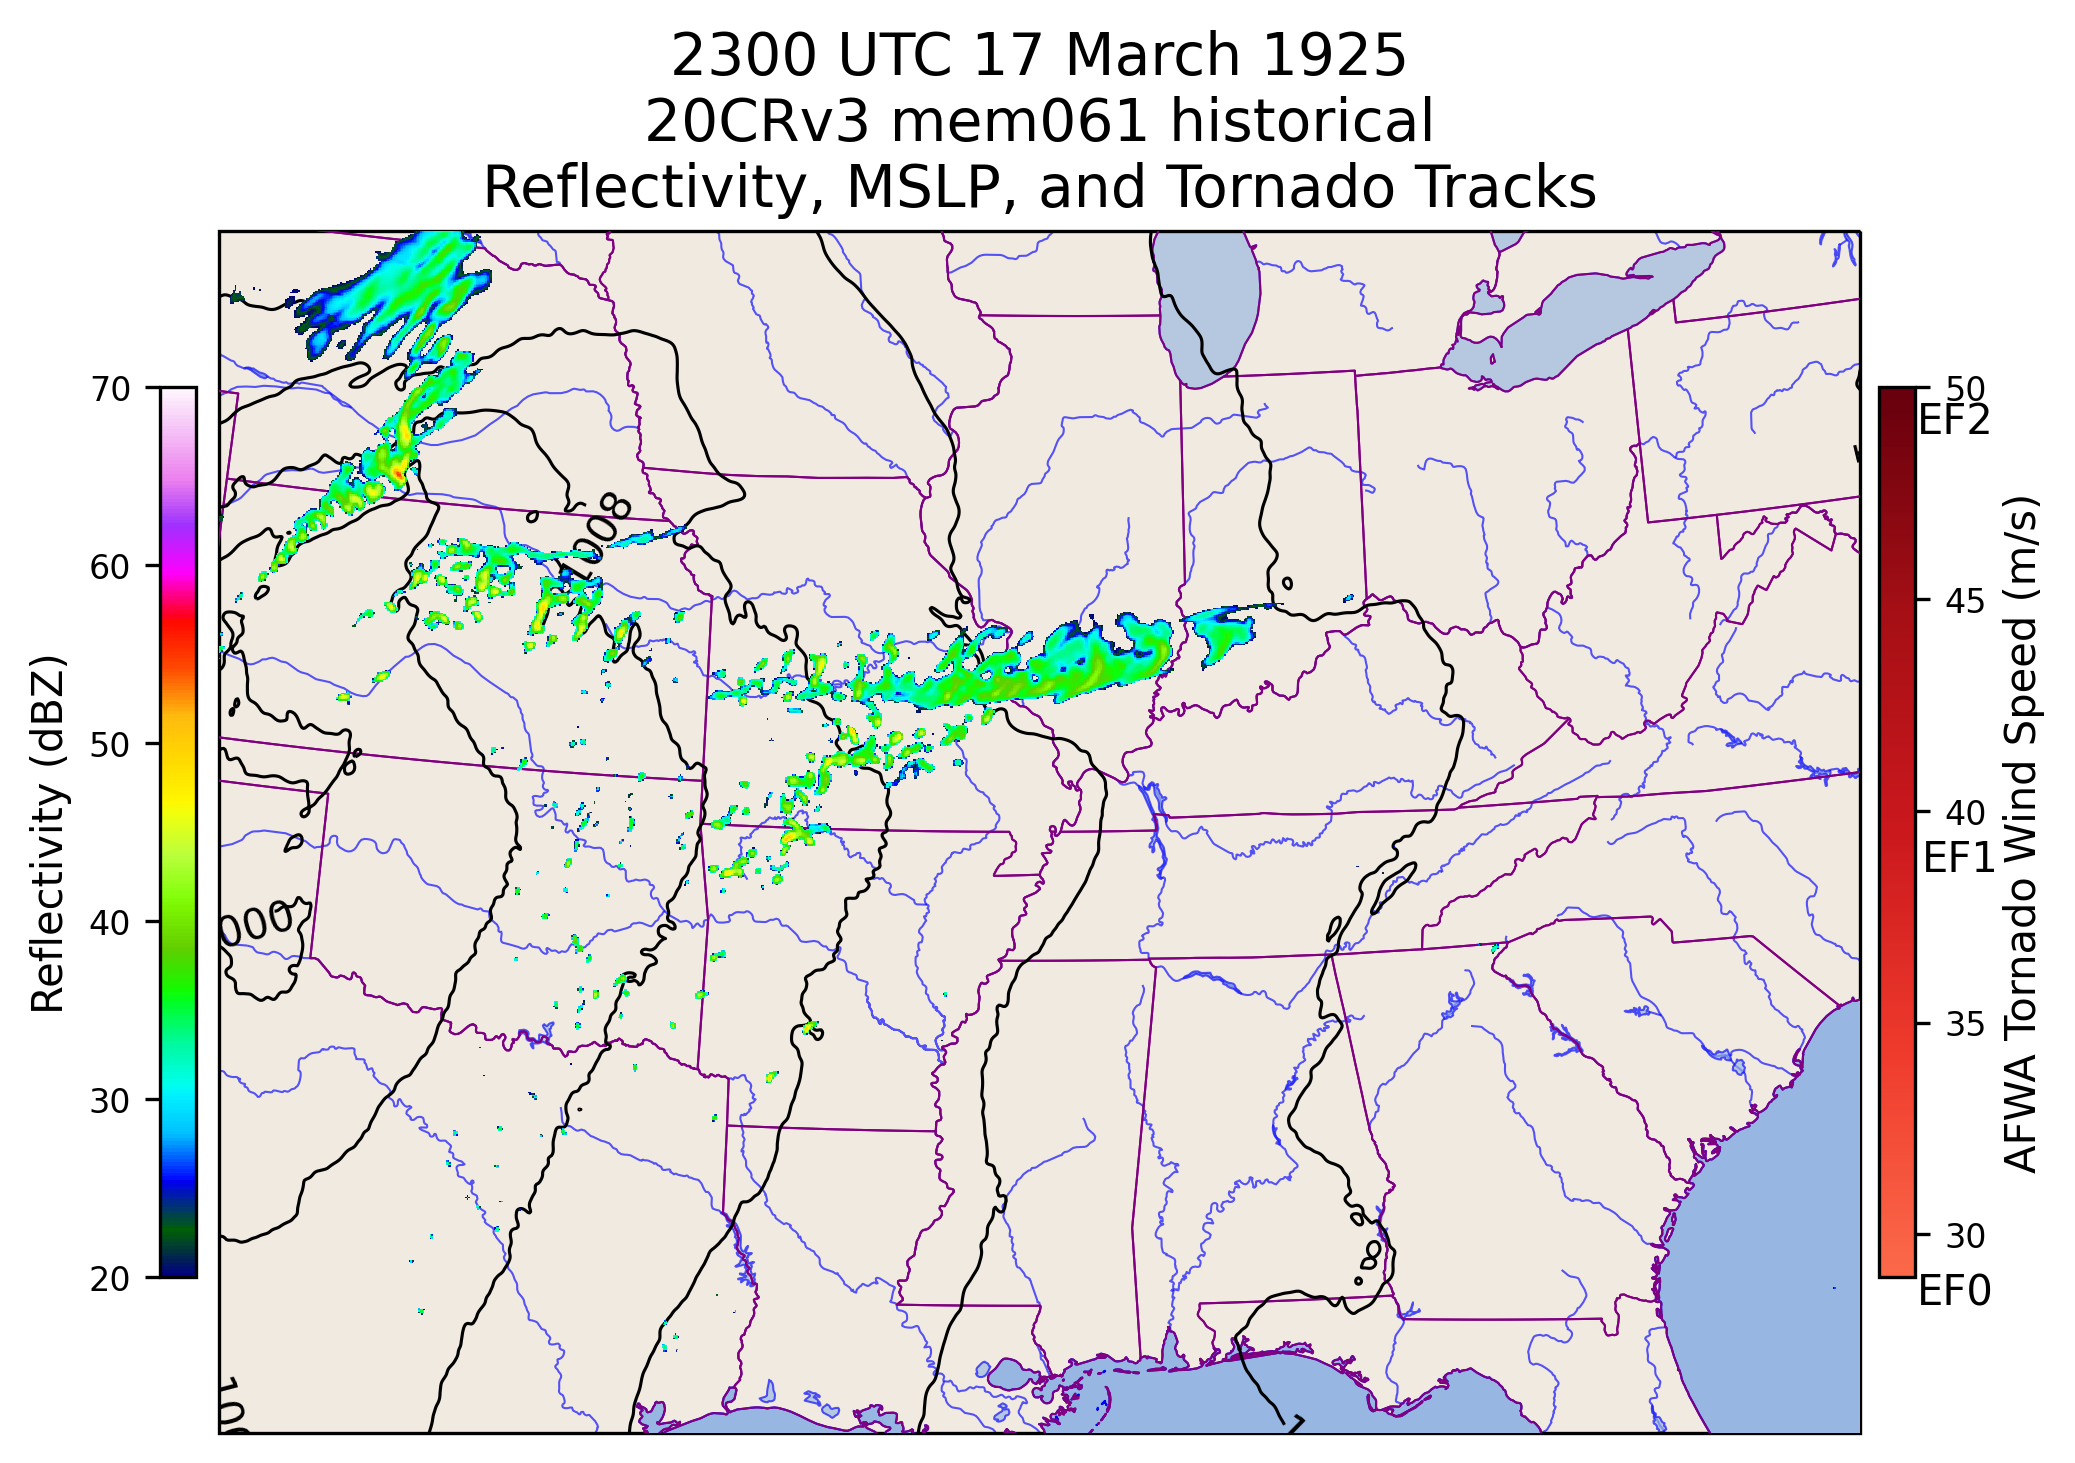 2300 UTC 17 March 1925
20CRv3 mem061 historical
Reflectivity, MSLP, and Tornado Tracks
Reflectivity (dBZ)
70
60
50
40
30
20
1008
000
100
50
EF2
45
40
EF1
35
30
EF0
AFWA Tornado Wind Speed (m/s)